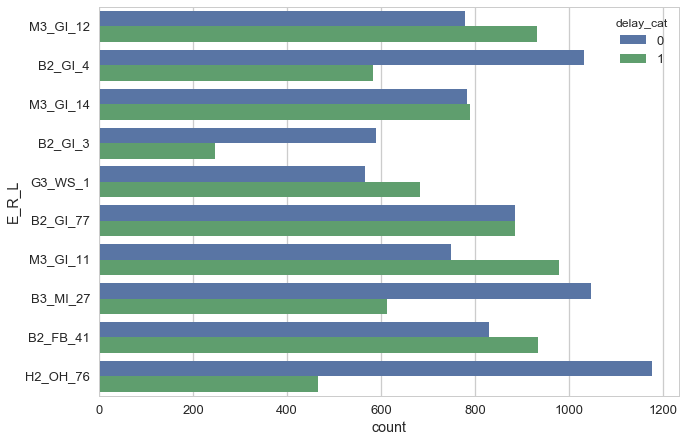 delay_cat
0
1
M3_GI_12
B2_GI_4
M3_GI_14
B2_GI_3
G3_WS_1
B2_GI_77
M3_GI_11
B3_MI_27
B2_FB_41
H2_OH_76
E_R_L
0 200 400 600 800 1000 1200
count